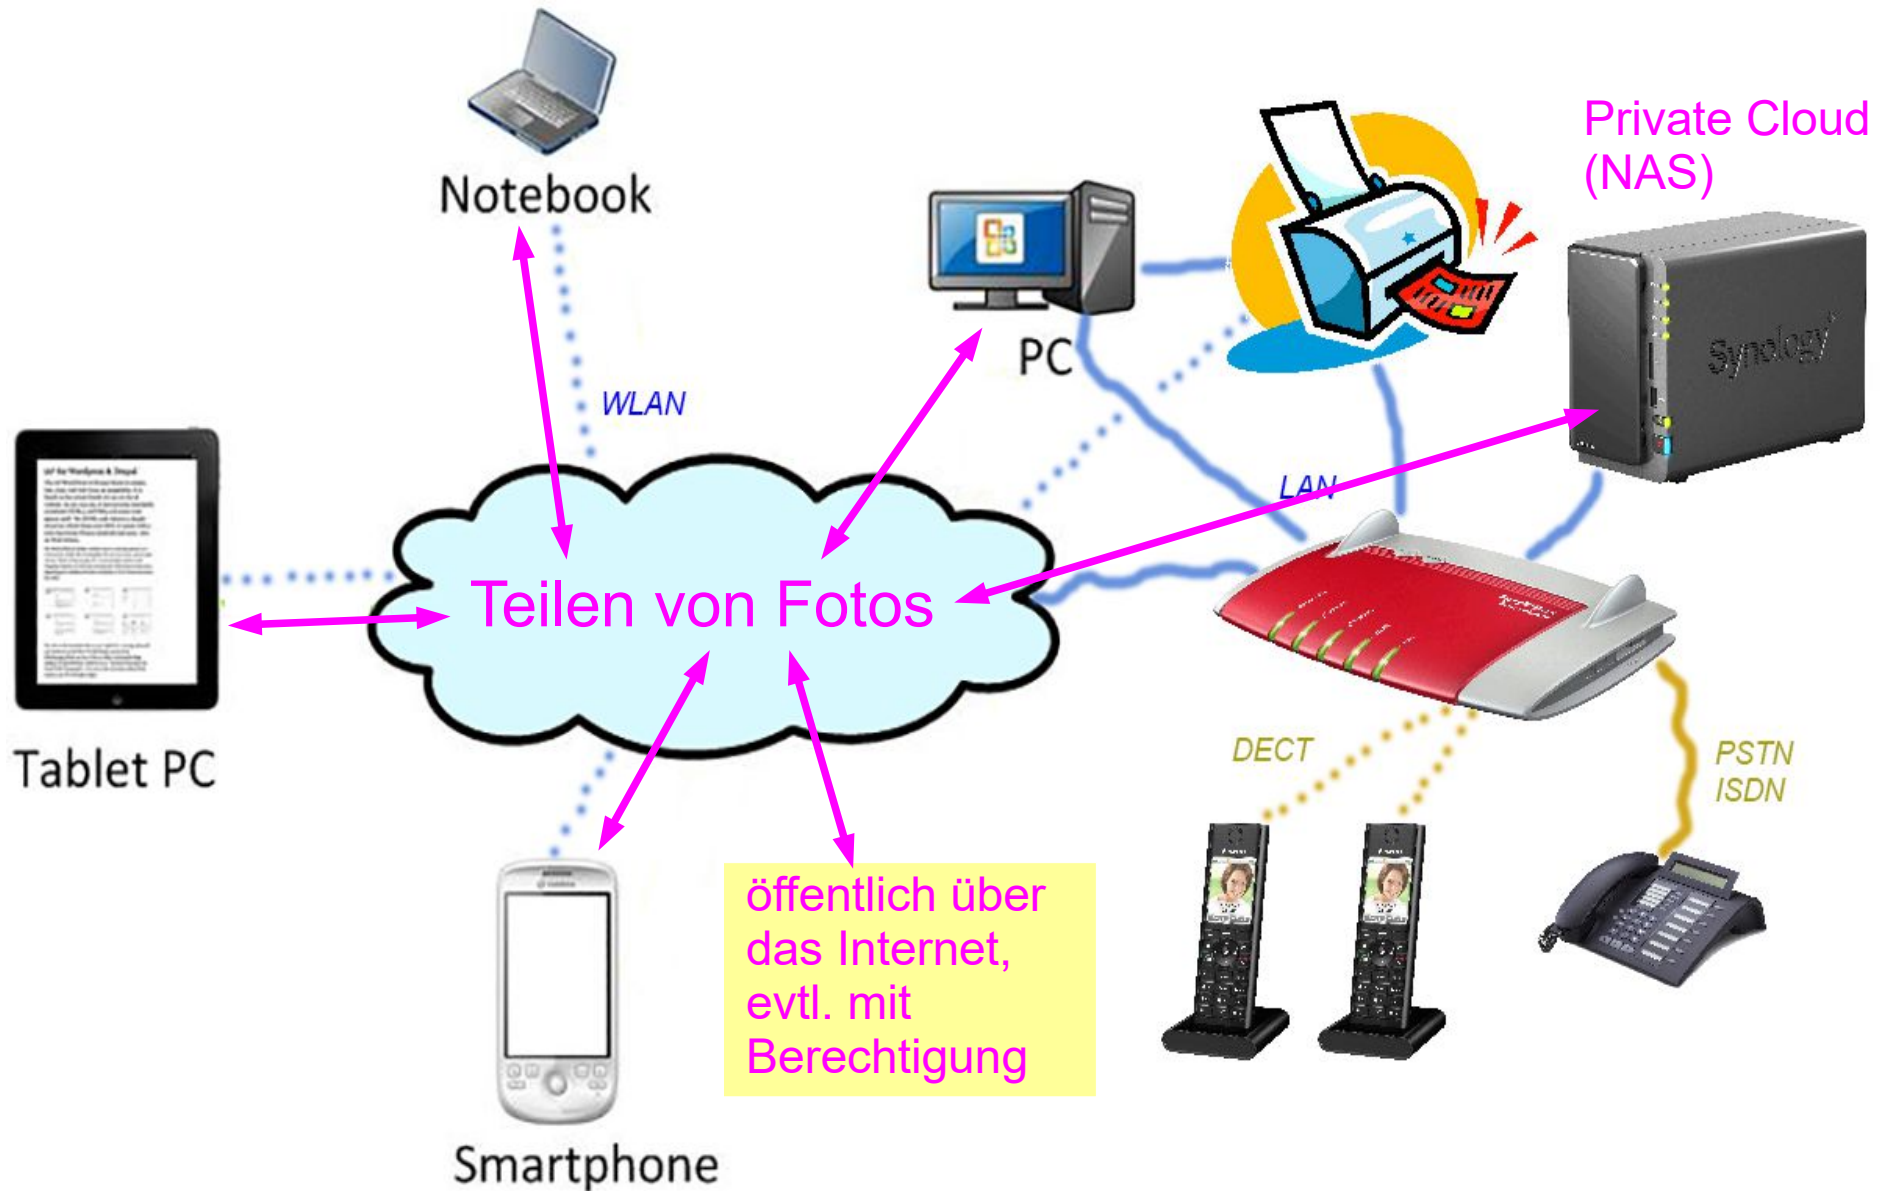 Notebook
Private Cloud
(NAS)
PC
Synology
WLAN
LAN
Teilen von Fotos
Tablet PC
DECT
PSTN
ISDN
öffentlich über
das Internet,
evtl. mit
Berechtigung
Smartphone